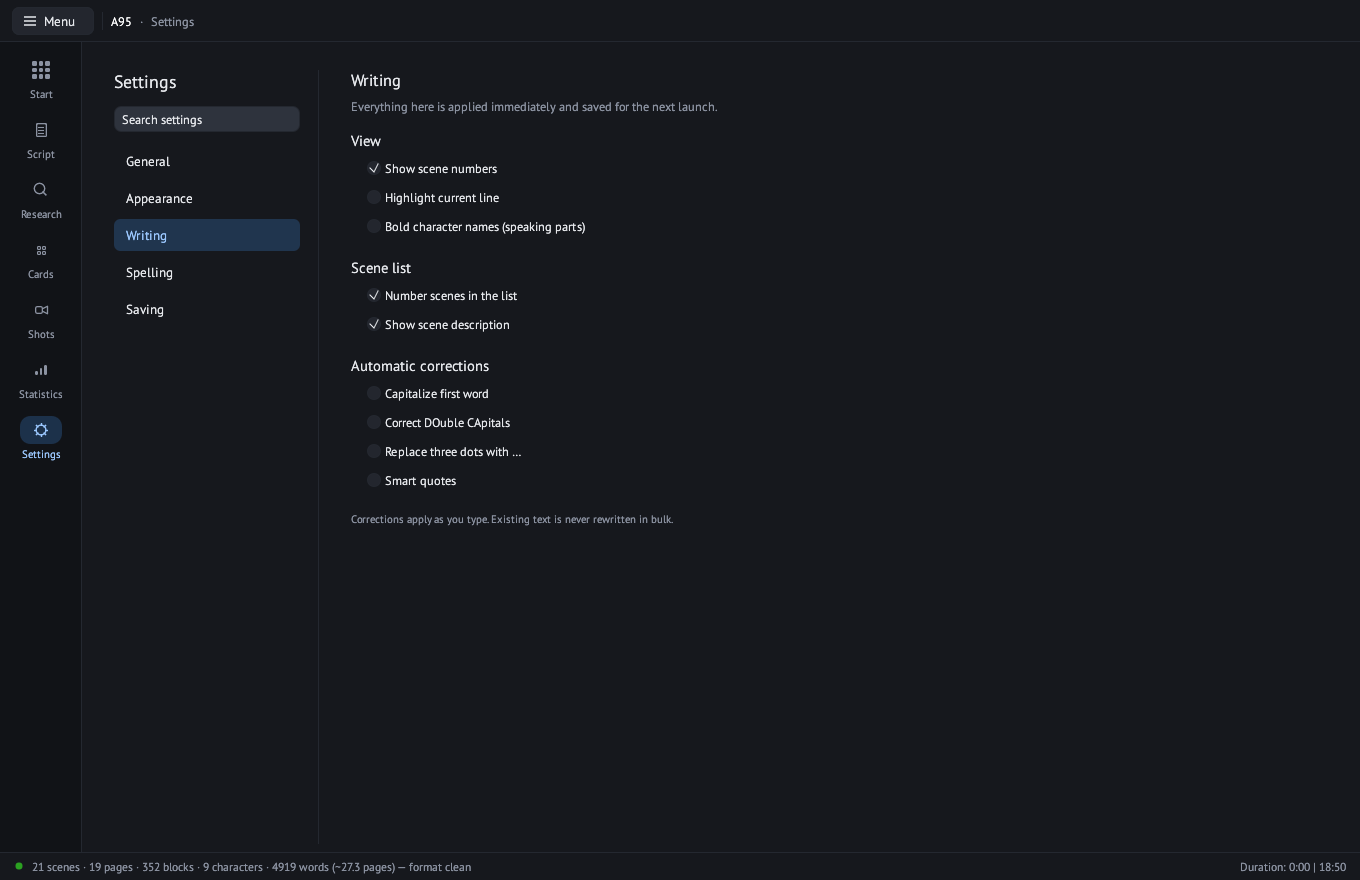 Menu
A95 · Settings
Start
Script
Research
Cards
Shots
Statistics
Settings
Settings
Search settings
General
Appearance
Writing
Spelling
Saving
Writing
Everything here is applied immediately and saved for the next launch.
View
Show scene numbers
Highlight current line
Bold character names (speaking parts)
Scene list
Number scenes in the list
Show scene description
Automatic corrections
Capitalize first word
Correct DOuble CApitals
Replace three dots with ...
Smart quotes
Corrections apply as you type. Existing text is never rewritten in bulk.
21 scenes · 19 pages · 352 blocks · 9 characters · 4919 words (~27.3 pages) — format clean
Duration: 0:00 | 18:50